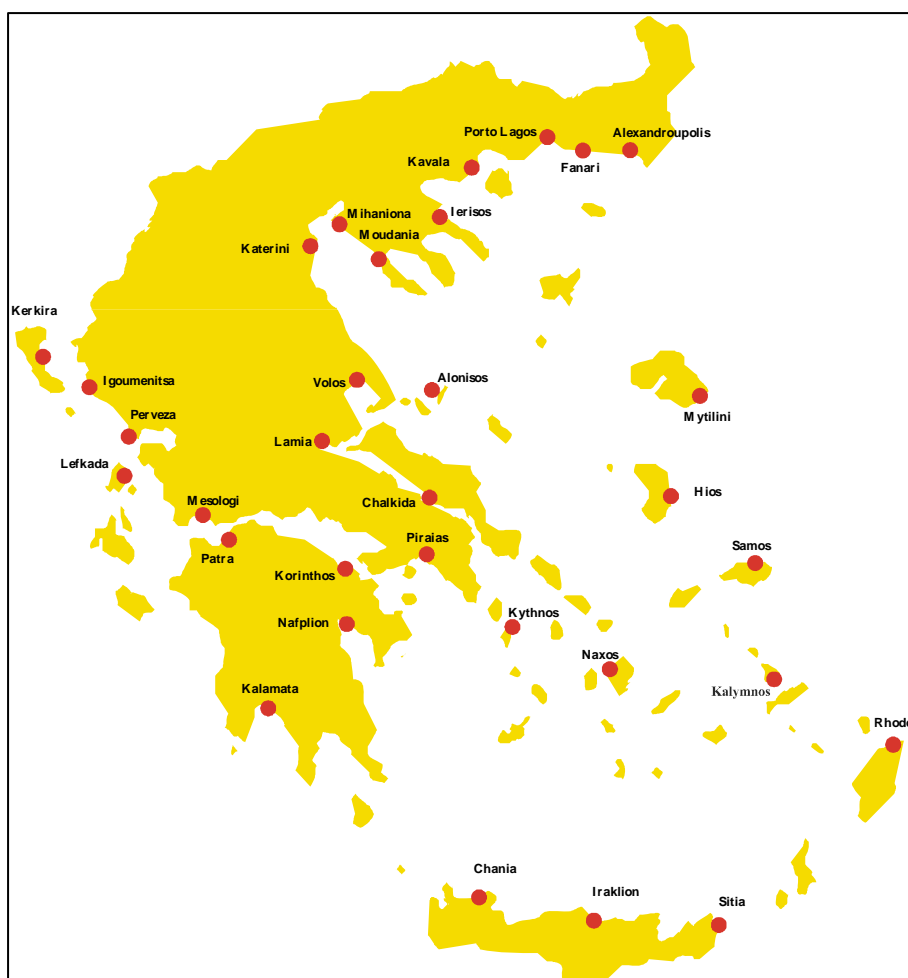 Porto Lagos
Alexandroupolis
Kavala
Fanari
Mihaniona
Ierisos
Moudania
Katerini
Kerkira
Igoumenitsa
Volos
Alonisos
Mytilini
Perveza
Lamia
Lefkada
Mesologi
Chalkida
Hios
Patra
Piraias
Samos
Korinthos
Nafplion
Kythnos
Naxos
Kalamata
Kalymnos
Rhodo
Chania
Iraklion
Sitia